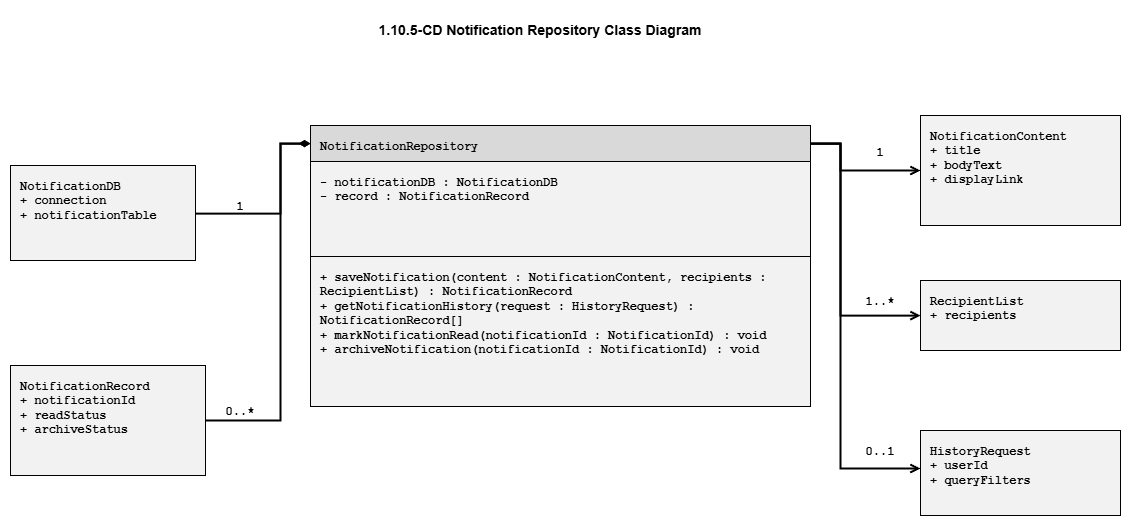 1.10.5-CD Notification Repository Class Diagram
NotificationDB
+ connection
+ notificationTable
1
NotificationRecord
+ notificationId
+ readStatus
+ archiveStatus
0..*
NotificationRepository
- notificationDB : NotificationDB
- record : NotificationRecord
+ saveNotification(content : NotificationContent, recipients :
RecipientList) : NotificationRecord
+ getNotificationHistory(request : HistoryRequest) :
NotificationRecord[]
+ markNotificationRead(notificationId : NotificationId) : void
+ archiveNotification(notificationId : NotificationId) : void
1
NotificationContent
+ title
+ bodyText
+ displayLink
1..*
RecipientList
+ recipients
0..1
HistoryRequest
+ userId
+ queryFilters